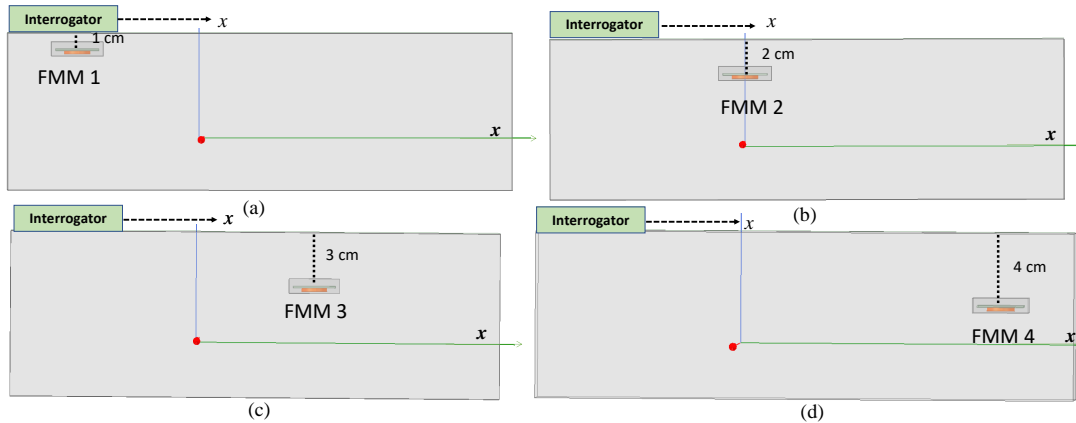 Interrogator
x
1 cm
FMM 1
x
(a)
Interrogator
x
2 cm
FMM 2
x
(b)
Interrogator
x
3 cm
FMM 3
x
(c)
Interrogator
x
4 cm
FMM 4
x
(d)